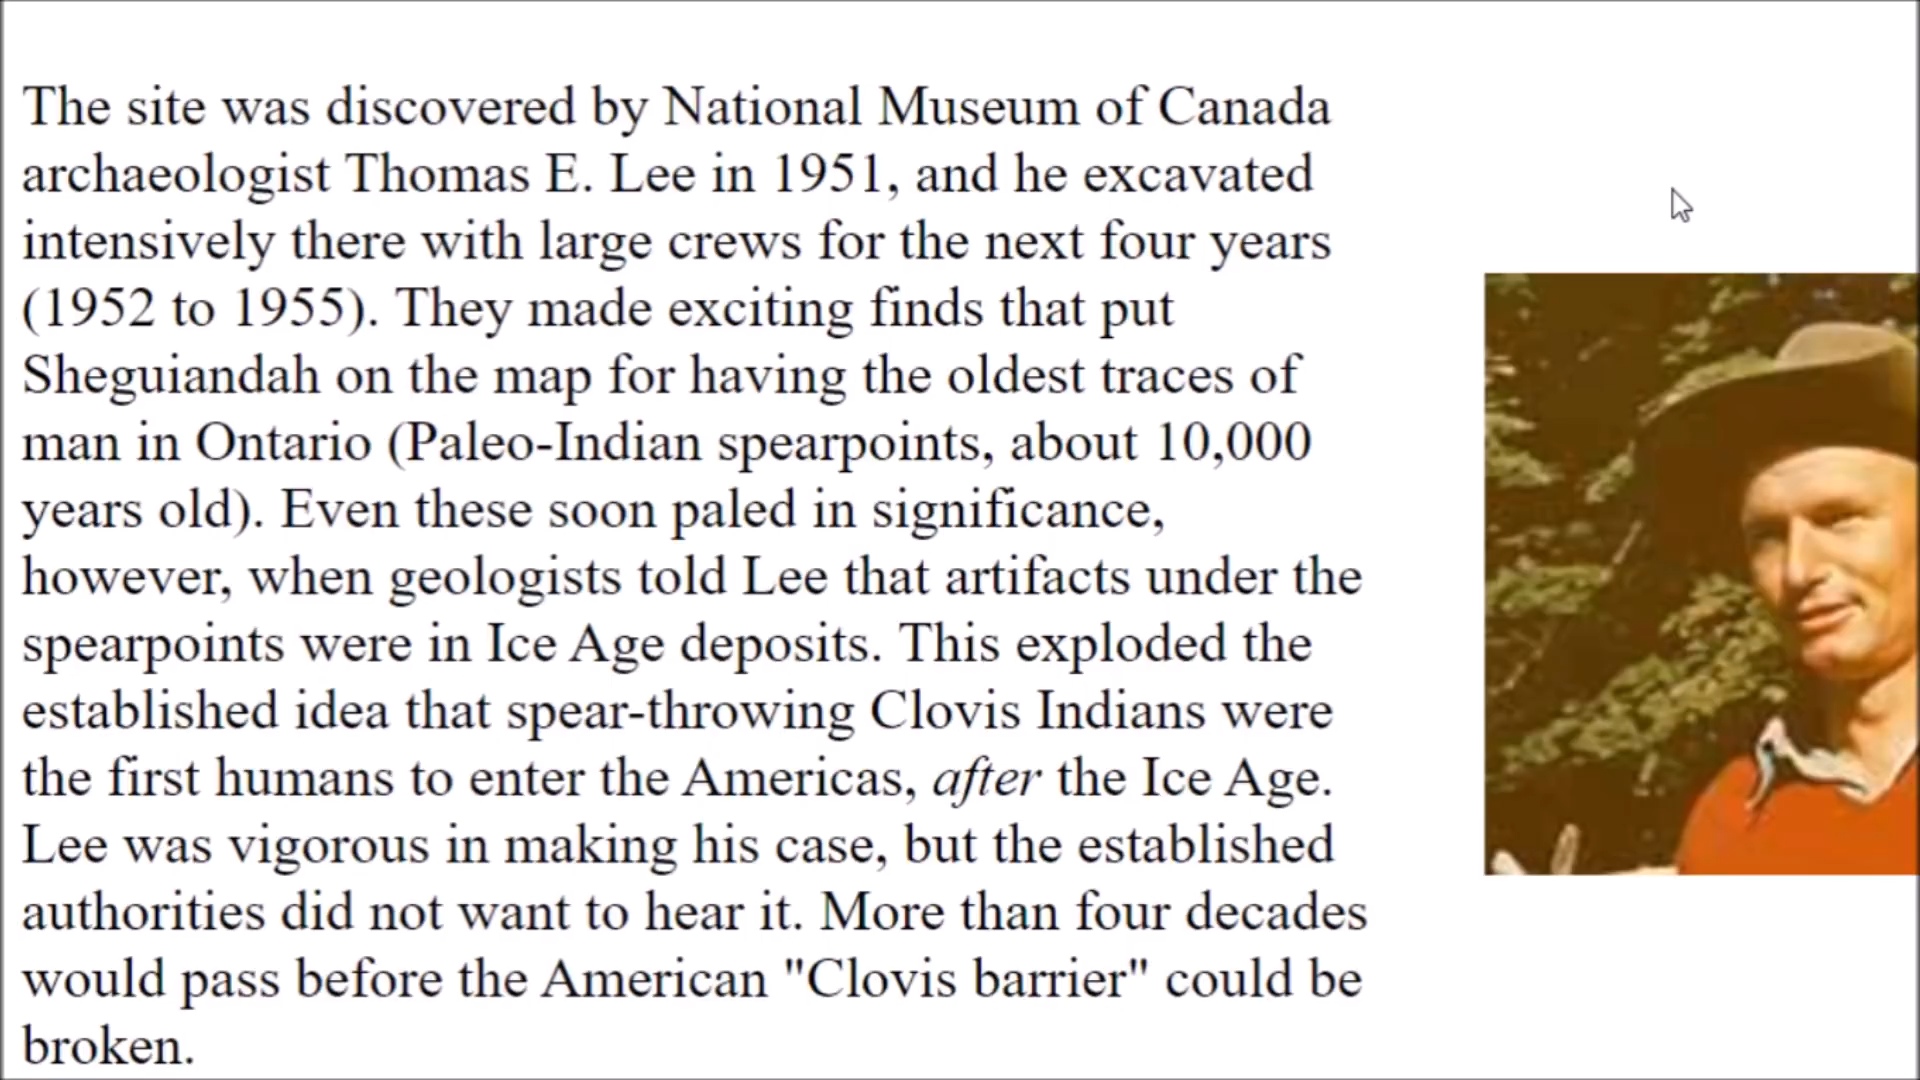 The site was discovered by National Museum of Canada
archaeologist Thomas E. Lee in 1951, and he excavated
intensively there with large crews for the next four years
(1952 to 1955). They made exciting finds that put
Sheguiandah on the map for having the oldest traces of
man in Ontario (Paleo-Indian spearpoints, about 10,000
years old). Even these soon paled in significance,
however, when geologists told Lee that artifacts under the
spearpoints were in Ice Age deposits. This exploded the
established idea that spear-throwing Clovis Indians were
the first humans to enter the Americas, after the Ice Age.
Lee was vigorous in making his case, but the established
authorities did not want to hear it. More than four decades
would pass before the American "Clovis barrier" could be
broken.